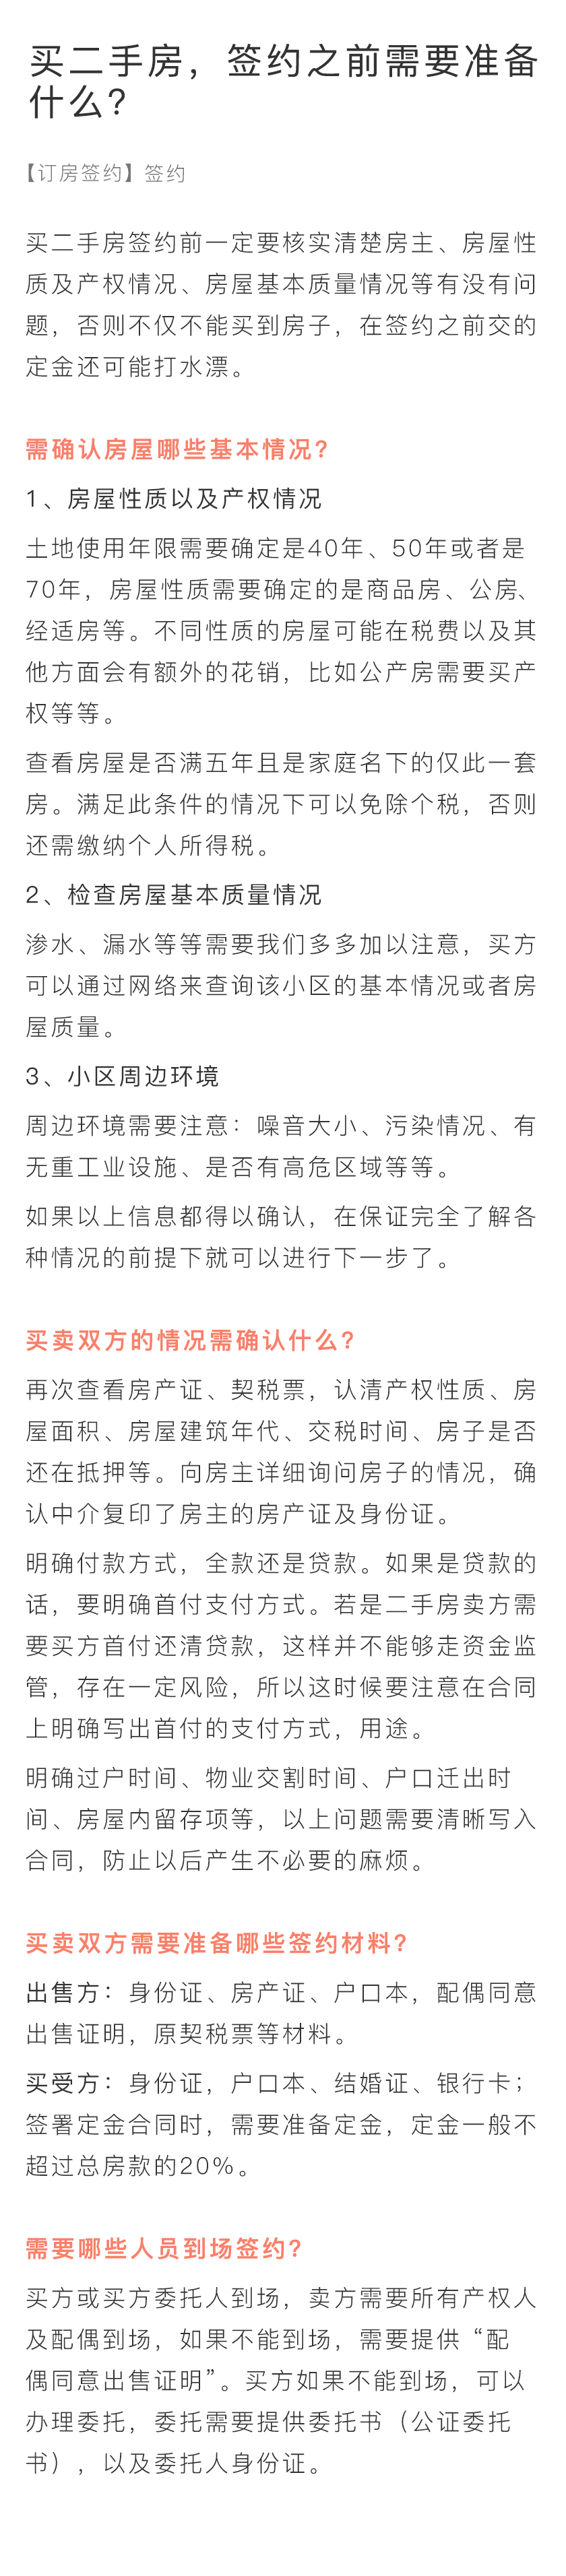 买二手房，签约之前需要准备
什么？
【订房签约】签约
买二手房签约前一定要核实清楚房主、房屋性
质及产权情况、房屋基本质量情况等有没有问
题，否则不仅不能买到房子，在签约之前交的
定金还可能打水漂。
需确认房屋哪些基本情况？
1、房屋性质以及产权情况
土地使用年限需要确定是40年、50年或者是
70年，房屋性质需要确定的是商品房、公房、
经适房等。不同性质的房屋可能在税费以及其
他方面会有额外的花销，比如公产房需要买产
权等等。
查看房屋是否满五年且是家庭名下的仅此一套
房。满足此条件的情况下可以免除个税，否则
还需缴纳个人所得税。
2、检查房屋基本质量情况
渗水、漏水等等需要我们多多加以注意，买方
可以通过网络来查询该小区的基本情况或者房
屋质量。
3、小区周边环境
周边环境需要注意：噪音大小、污染情况、有
无重工业设施、是否有高危区域等等。
如果以上信息都得以确认，在保证完全了解各
种情况的前提下就可以进行下一步了。
买卖双方的情况需确认什么？
再次查看房产证、契税票，认清产权性质、房
屋面积、房屋建筑年代、交税时间、房子是否
还在抵押等。向房主详细询问房子的情况，确
认中介复印了房主的房产证及身份证。
明确付款方式，全款还是贷款。如果是贷款的
话，要明确首付支付方式。若是二手房卖方需
要买方首付还清贷款，这样并不能够走资金监
管，存在一定风险，所以这时候要注意在合同
上明确写出首付的支付方式，用途。
明确过户时间、物业交割时间、户口迁出时
间、房屋内留存项等，以上问题需要清晰写入
合同，防止以后产生不必要的麻烦。
买卖双方需要准备哪些签约材料？
出售方：身份证、房产证、户口本，配偶同意
出售证明，原契税票等材料。
买受方：身份证，户口本、结婚证、银行卡；
签署定金合同时，需要准备定金，定金一般不
超过总房款的20%。
需要哪些人员到场签约？
买方或买方委托人到场，卖方需要所有产权人
及配偶到场，如果不能到场，需要提供“配
偶同意出售证明”。买方如果不能到场，可以
办理委托，委托需要提供委托书（公证委托
书），以及委托人身份证。